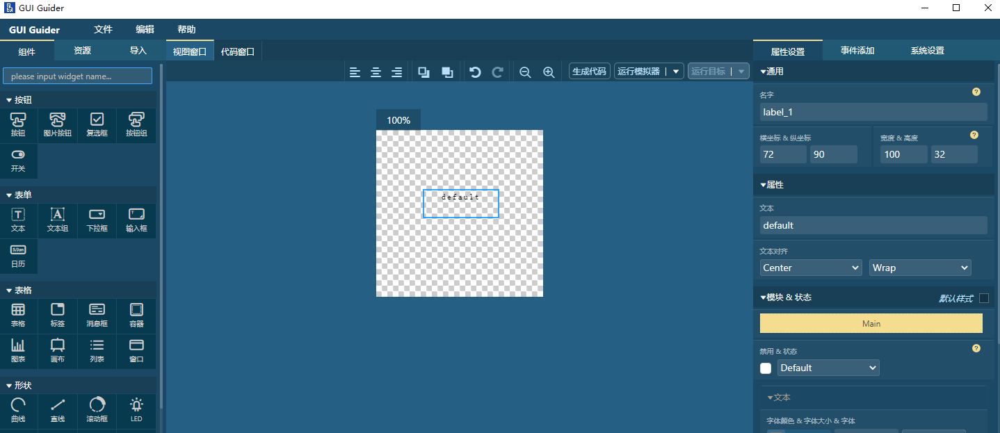 GUI Guider
GUI Guider 文件 编辑 帮助
组件 资源 导入 视图窗口 代码窗口 属性设置 事件添加 系统设置
please input widget name...
生成代码 运行模拟器 运行目标
通用
按钮
按钮 图片按钮 复选框 按钮组
开关
表单
文本 文本组 下拉框 输入框
5/Jan
日历
表格
表格 标签 消息框 容器
图表 画布 列表 窗口
形状
曲线 直线 滚动框 LED
100%
default
名字
label_1
横坐标 & 纵坐标 宽度 & 高度
72 90 100 32
属性
文本
default
文本对齐
Center Wrap
模块 & 状态 默认样式
Main
禁用 & 状态
Default
文本
字体颜色 & 字体大小 & 字体